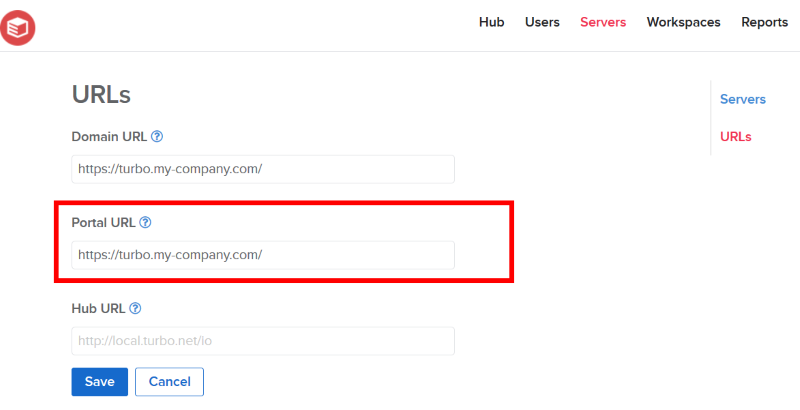 Hub Users Servers Workspaces Reports
URLs
Servers
URLs
Domain URL ?
https://turbo.my-company.com/
Portal URL ?
https://turbo.my-company.com/
Hub URL ?
http://local.turbo.net/io
Save Cancel